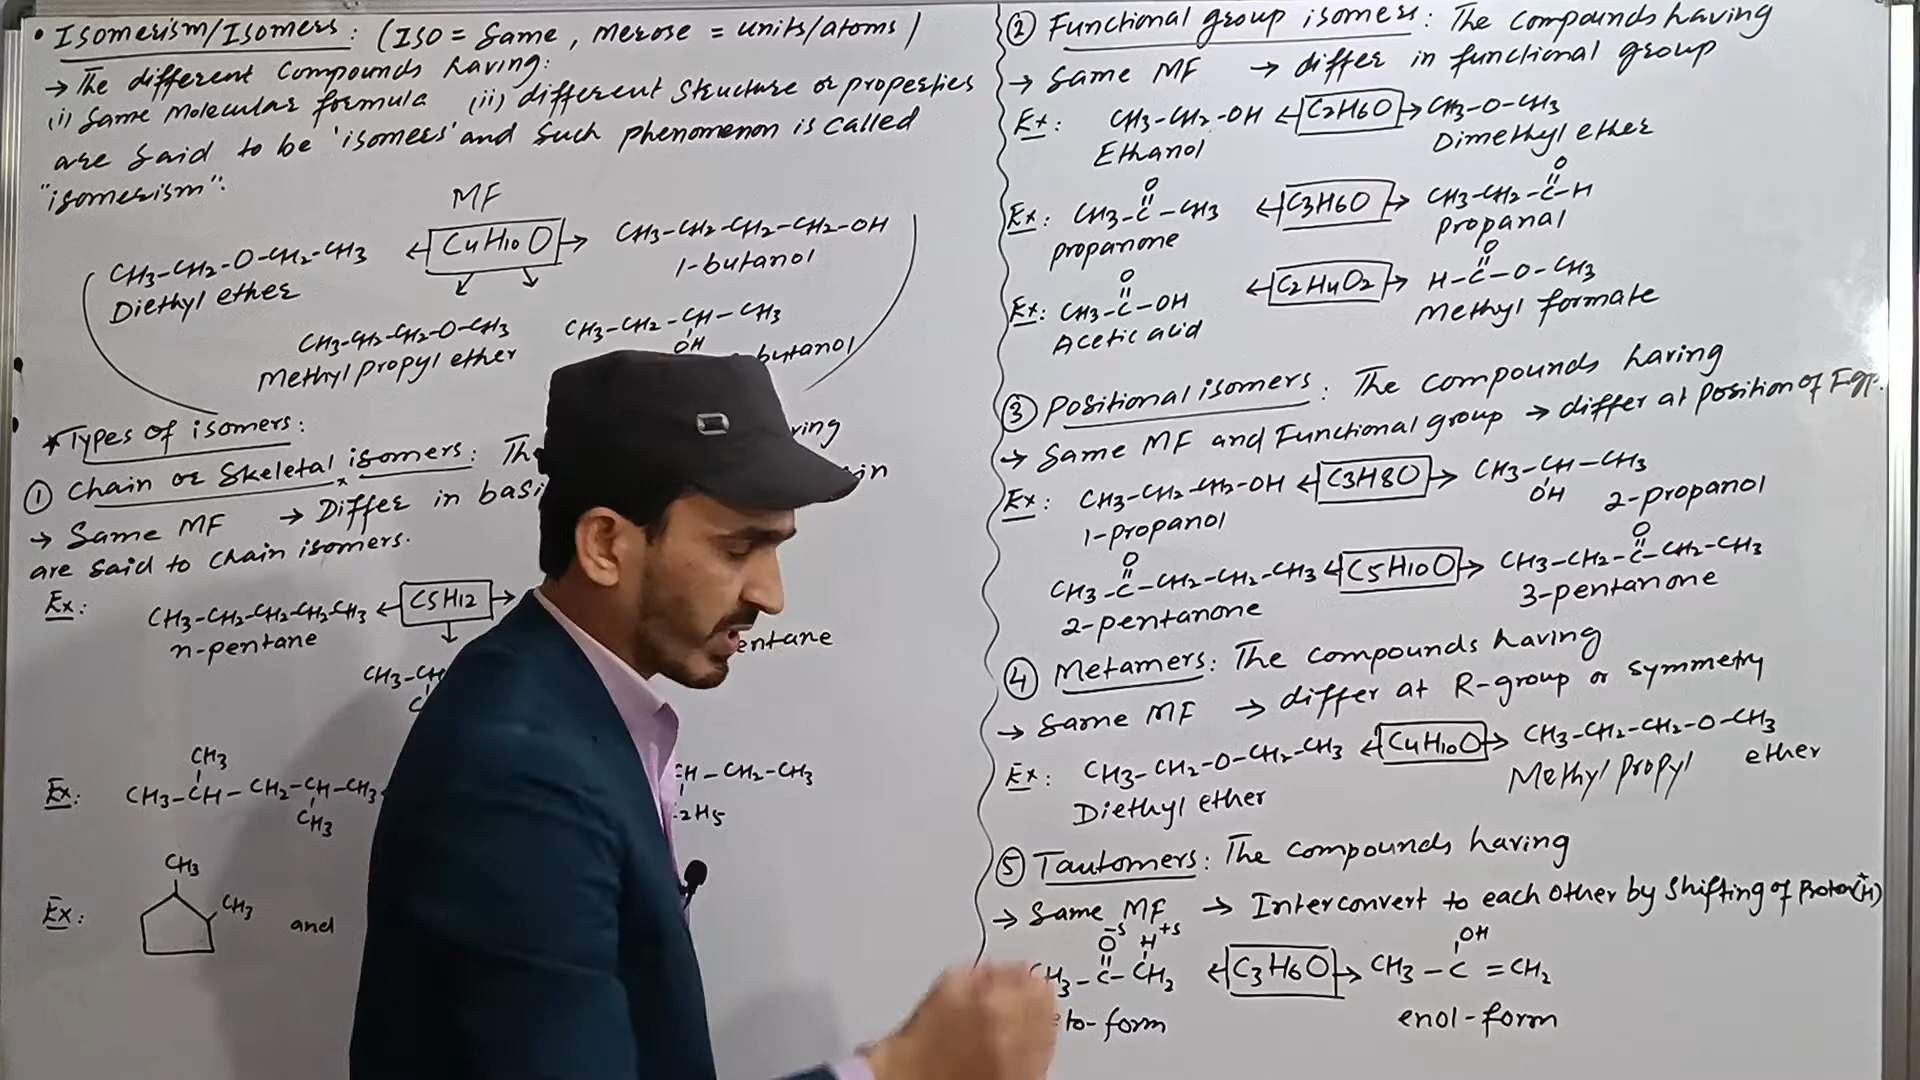 • Isomerism/Isomers: (Iso = Same, merose = units/atoms)
→ The different Compounds having:
(i) Same Molecular formula (ii) different Structure or properties
are said to be 'isomers' and such phenomenon is called
"isomerism":
MF
CH3-CH2-O-CH2-CH3 ← C4H10O → CH3-CH2-CH2-CH2-OH
Diethyl ether
1-butanol
CH3-CH2-CH2-O-CH3
Methyl propyl ether
CH3-CH2-CH-CH3
OH
butanol
* Types of isomers:
① Chain or Skeletal isomers: The
→ Same MF → Differ in basi
are said to chain isomers.
Ex: CH3-CH2-CH2-CH2-CH3 ← C5H12 →
n-pentane
entane
CH3
Ex: CH3-CH-CH2-CH-CH3
CH3
CH-CH2-CH3
2H5
CH3
Ex: CH3 and
② Functional group isomers: The compounds having
→ Same MF → differ in functional group
Ex: CH3-CH2-OH ← C2H6O → CH3-O-CH3
Ethanol Dimethyl ether
O O
Ex: CH3-C-CH3 ← C3H6O → CH3-CH2-C-H
propanone propanal
O O
Ex: CH3-C-OH ← C2H4O2 → H-C-O-CH3
Acetic acid Methyl formate
③ Positional isomers: The compounds having
→ Same MF and Functional group → differ at position of F.gp.
Ex: CH3-CH2-CH2-OH ← C3H8O → CH3-CH-CH3
OH
1-propanol 2-propanol
O O
CH3-C-CH2-CH2-CH3 ← C5H10O → CH3-CH2-C-CH2-CH3
2-pentanone 3-pentanone
④ Metamers: The compounds having
→ Same MF → differ at R-group or symmetry
Ex: CH3-CH2-O-CH2-CH3 ← C4H10O → CH3-CH2-CH2-O-CH3
Diethyl ether Methyl propyl ether
⑤ Tautomers: The compounds having
→ Same MF → Interconvert to each other by shifting of Proton(H+)
O-δ H+δ OH
CH3-C-CH2 ← C3H6O → CH3-C=CH2
to-form enol-form